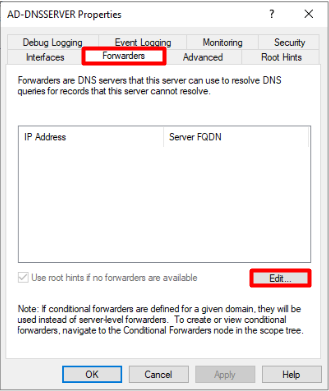 AD-DNSSERVER Properties
? X
Debug Logging Event Logging Monitoring Security
Interfaces Forwarders Advanced Root Hints
Forwarders are DNS servers that this server can use to resolve DNS
queries for records that this server cannot resolve.
IP Address Server FQDN
Use root hints if no forwarders are available
Edit...
Note: If conditional forwarders are defined for a given domain, they will be
used instead of server-level forwarders. To create or view conditional
forwarders, navigate to the Conditional Forwarders node in the scope tree.
OK Cancel Apply Help